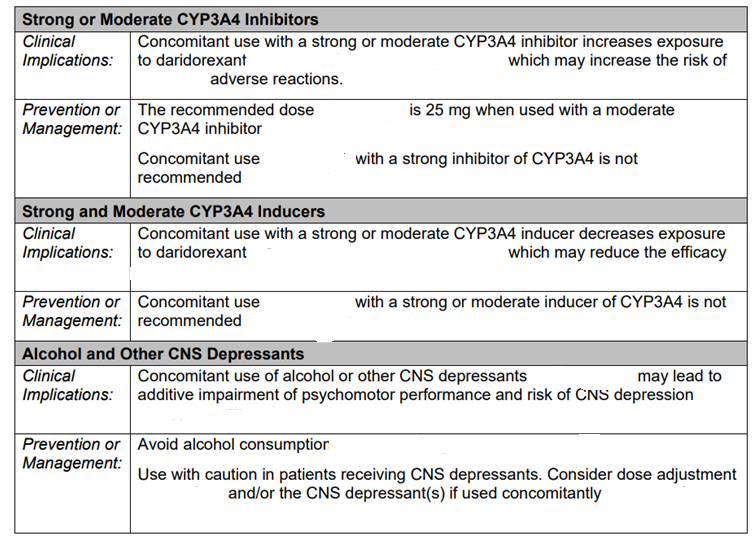 Strong or Moderate CYP3A4 Inhibitors
Clinical Implications:
Concomitant use with a strong or moderate CYP3A4 inhibitor increases exposure
to daridorexant which may increase the risk of
adverse reactions.
Prevention or Management:
The recommended dose is 25 mg when used with a moderate
CYP3A4 inhibitor
Concomitant use with a strong inhibitor of CYP3A4 is not
recommended
Strong and Moderate CYP3A4 Inducers
Clinical Implications:
Concomitant use with a strong or moderate CYP3A4 inducer decreases exposure
to daridorexant which may reduce the efficacy
Prevention or Management:
Concomitant use with a strong or moderate inducer of CYP3A4 is not
recommended
Alcohol and Other CNS Depressants
Clinical Implications:
Concomitant use of alcohol or other CNS depressants may lead to
additive impairment of psychomotor performance and risk of CNS depression
Prevention or Management:
Avoid alcohol consumption
Use with caution in patients receiving CNS depressants. Consider dose adjustment
and/or the CNS depressant(s) if used concomitantly